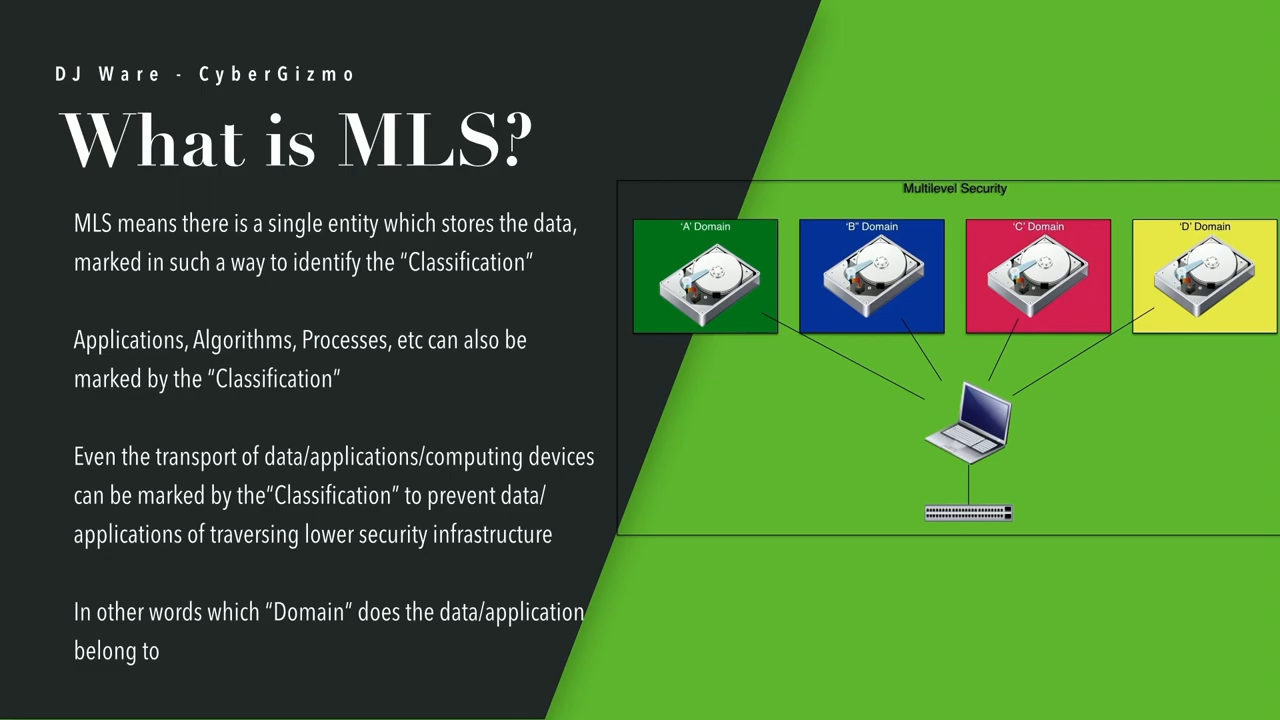 DJ Ware - CyberGizmo
What is MLS?
MLS means there is a single entity which stores the data,
marked in such a way to identify the “Classification”
Applications, Algorithms, Processes, etc can also be
marked by the “Classification”
Even the transport of data/applications/computing devices
can be marked by the“Classification” to prevent data/
applications of traversing lower security infrastructure
In other words which “Domain” does the data/application
belong to
Multilevel Security
‘A’ Domain
‘B” Domain
‘C’ Domain
‘D’ Domain